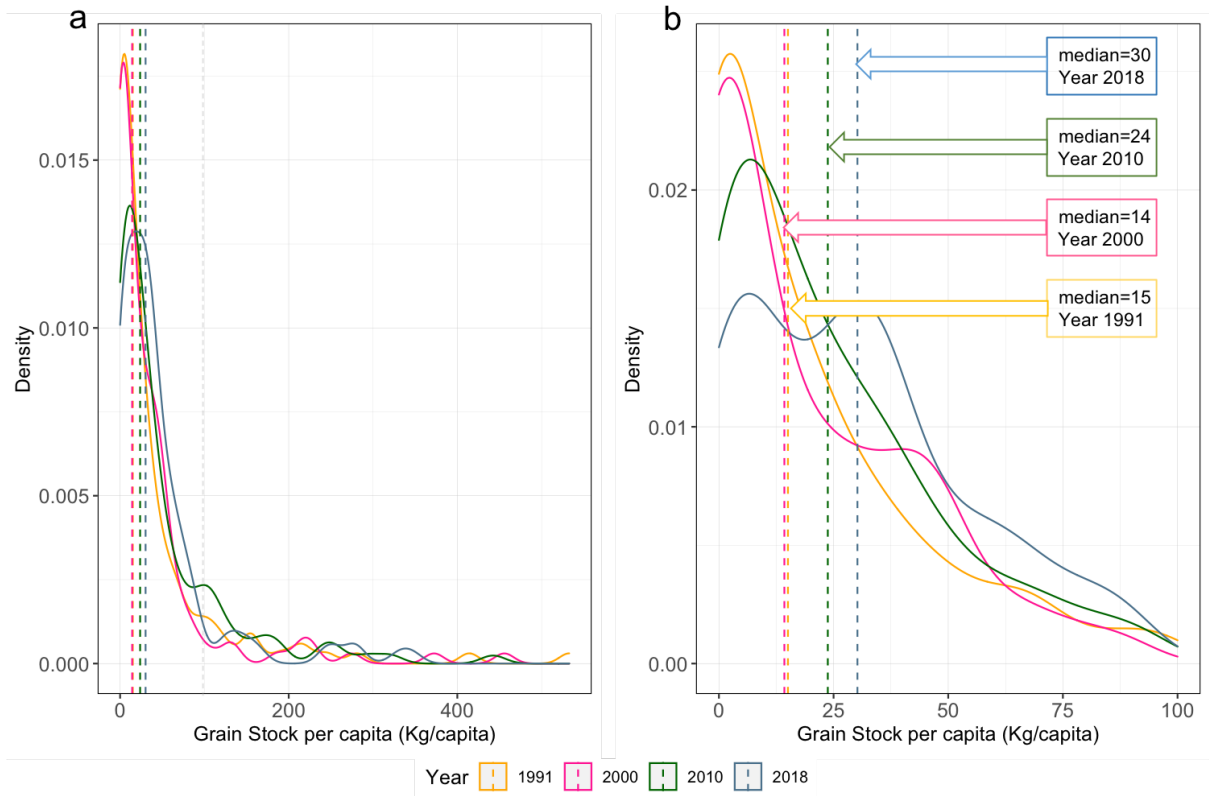 a
Density
0.015
0.010
0.005
0.000
0
200
400
Grain Stock per capita (Kg/capita)
b
Density
0.02
0.01
0.00
0
25
50
75
100
Grain Stock per capita (Kg/capita)
median=30
Year 2018
median=24
Year 2010
median=14
Year 2000
median=15
Year 1991
Year
1991
2000
2010
2018